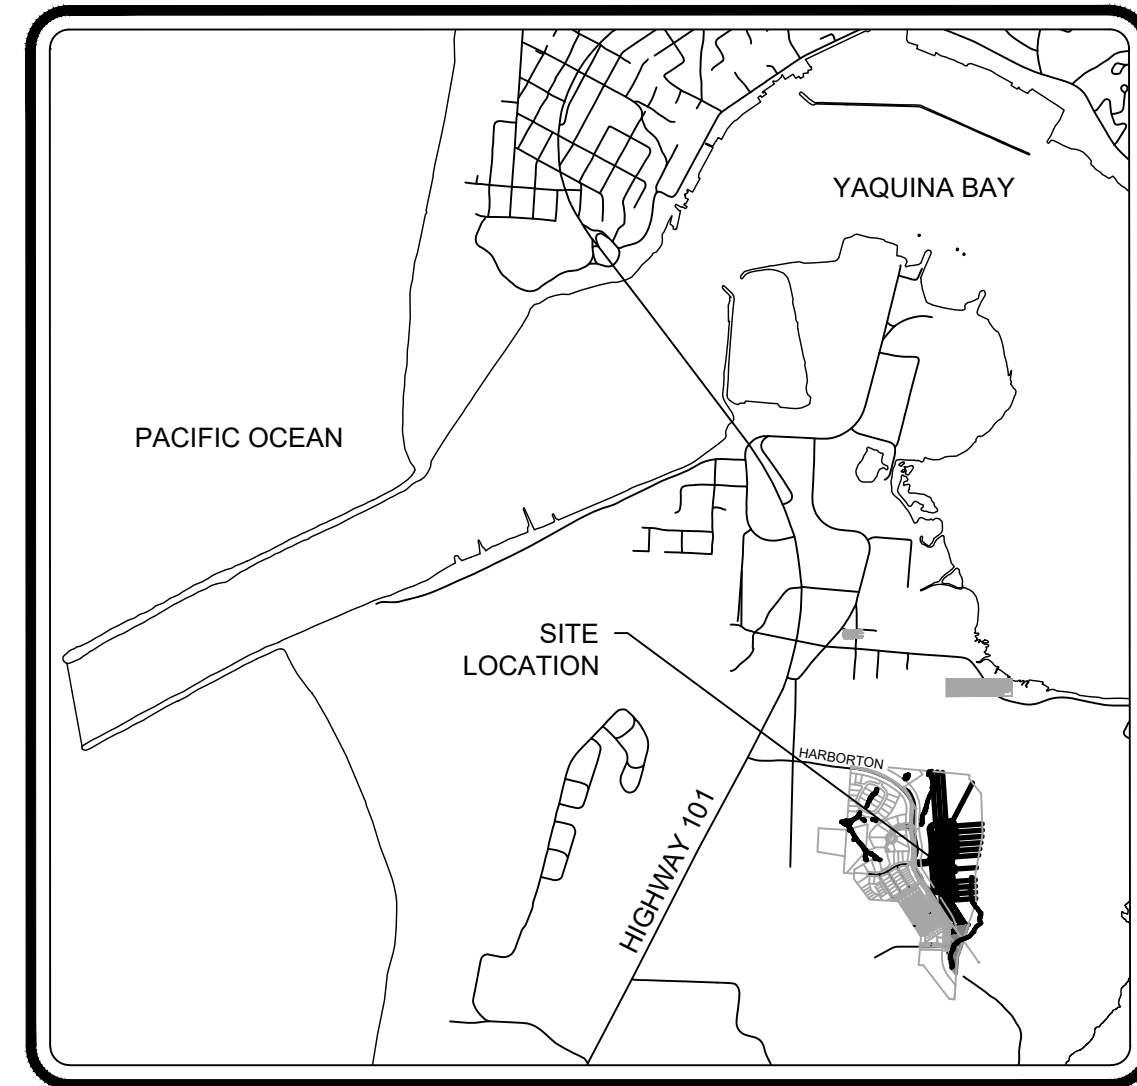 YAQUINA BAY
PACIFIC OCEAN
SITE
LOCATION
HARBORTON
HIGHWAY 101